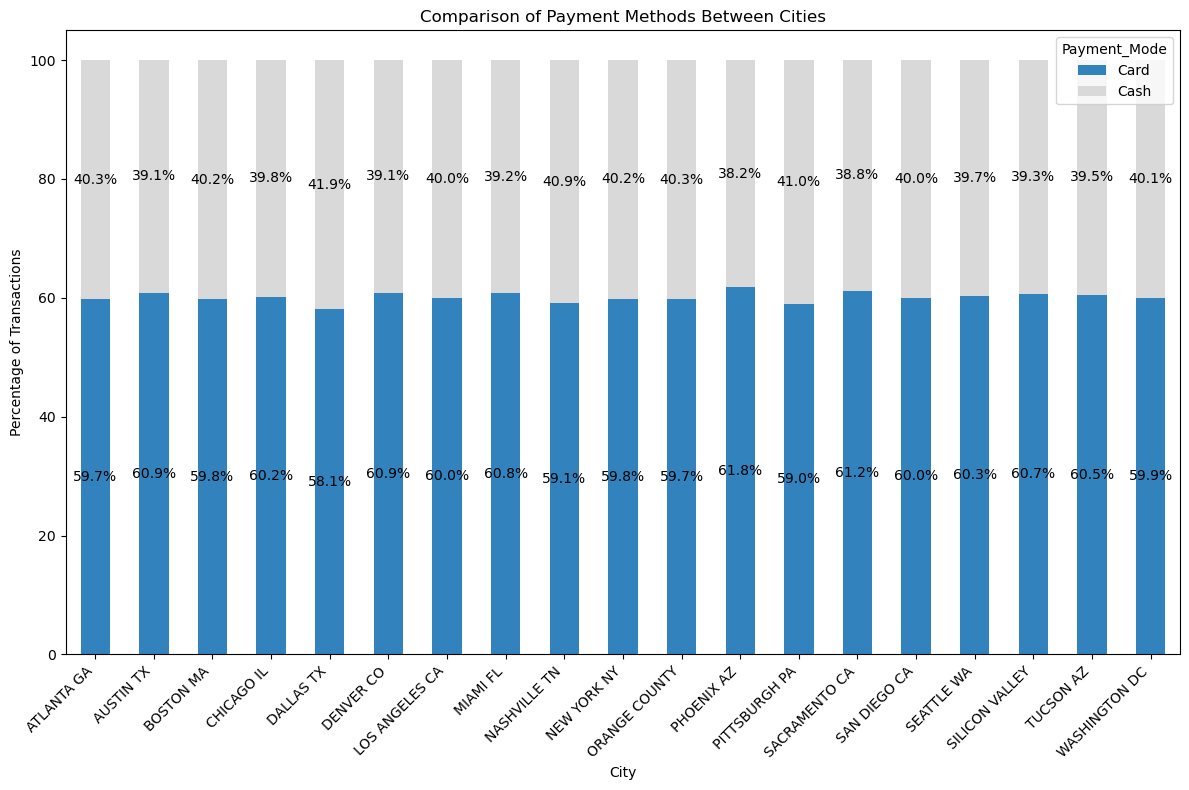 Comparison of Payment Methods Between Cities
Payment_Mode
Card
Cash
100
80
60
40
20
0
Percentage of Transactions
40.3%
39.1%
40.2%
39.8%
41.9%
39.1%
40.0%
39.2%
40.9%
40.2%
40.3%
38.2%
41.0%
38.8%
40.0%
39.7%
39.3%
39.5%
40.1%
59.7%
60.9%
59.8%
60.2%
58.1%
60.9%
60.0%
60.8%
59.1%
59.8%
59.7%
61.8%
59.0%
61.2%
60.0%
60.3%
60.7%
60.5%
59.9%
ATLANTA GA
AUSTIN TX
BOSTON MA
CHICAGO IL
DALLAS TX
DENVER CO
LOS ANGELES CA
MIAMI FL
NASHVILLE TN
NEW YORK NY
ORANGE COUNTY
PHOENIX AZ
PITTSBURGH PA
SACRAMENTO CA
SAN DIEGO CA
SEATTLE WA
SILICON VALLEY
TUCSON AZ
WASHINGTON DC
City